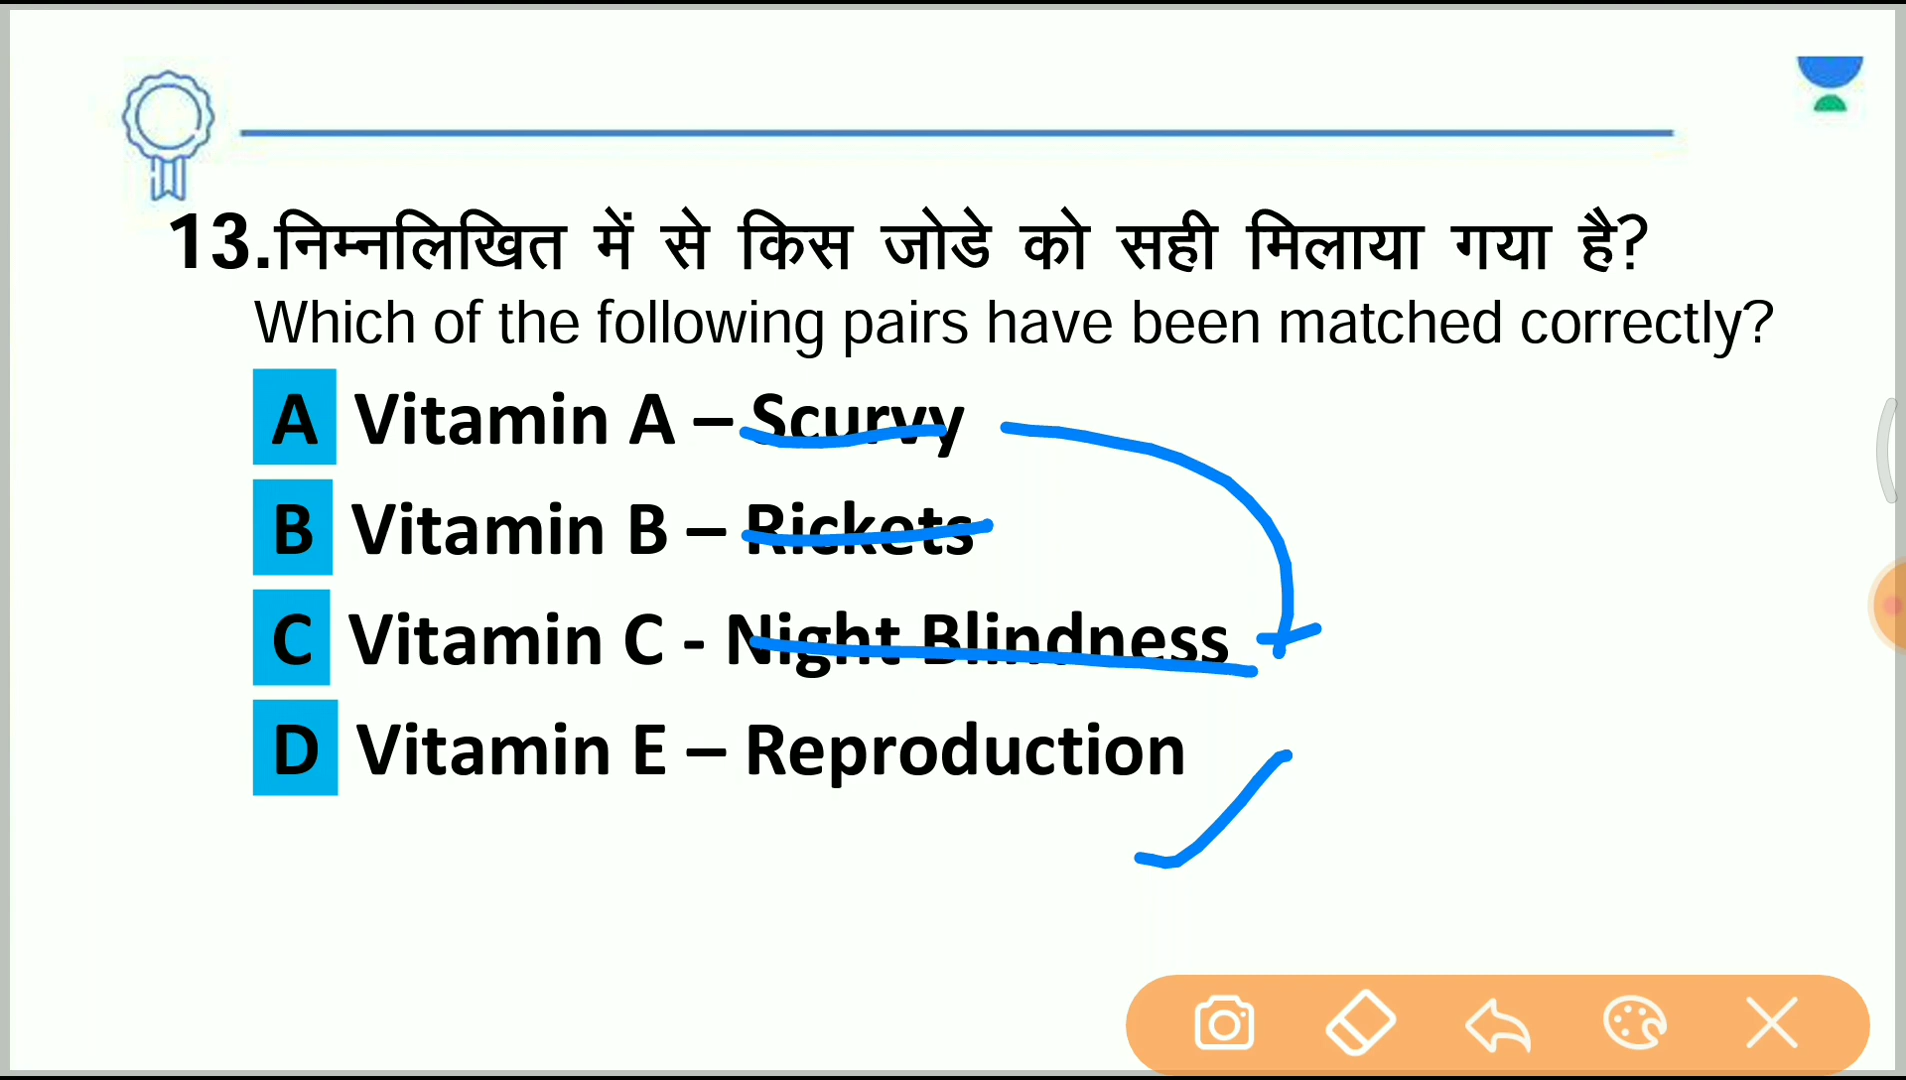 13.निम्नलिखित में से किस जोडे को सही मिलाया गया है?
Which of the following pairs have been matched correctly?
A Vitamin A – Scurvy
B Vitamin B – Rickets
C Vitamin C - Night Blindness
D Vitamin E – Reproduction